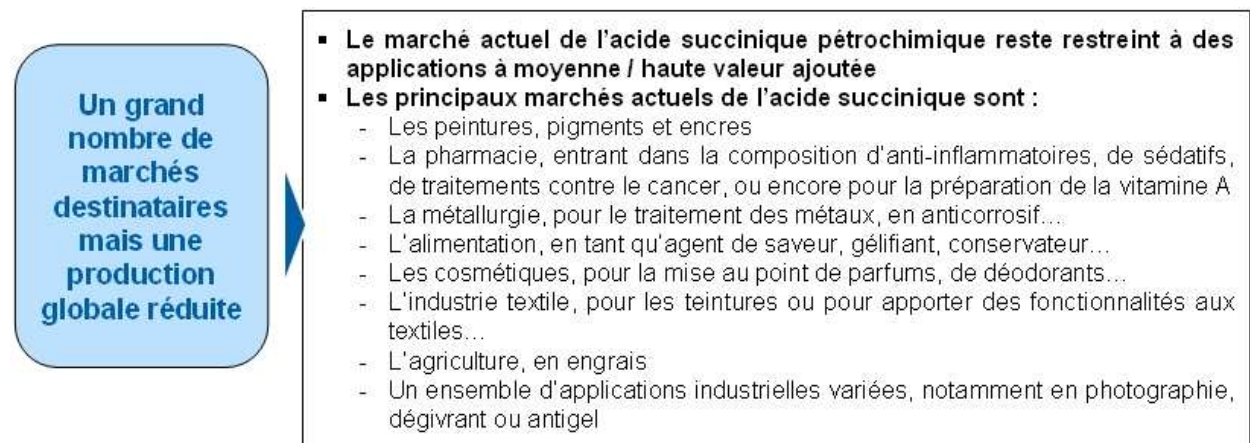 Un grand
nombre de
marchés
destinataires
mais une
production
globale réduite
▪ Le marché actuel de l'acide succinique pétrochimique reste restreint à des
applications à moyenne / haute valeur ajoutée
▪ Les principaux marchés actuels de l'acide succinique sont :
- Les peintures, pigments et encres
- La pharmacie, entrant dans la composition d'anti-inflammatoires, de sédatifs,
de traitements contre le cancer, ou encore pour la préparation de la vitamine A
- La métallurgie, pour le traitement des métaux, en anticorrosif…
- L'alimentation, en tant qu'agent de saveur, gélifiant, conservateur…
- Les cosmétiques, pour la mise au point de parfums, de déodorants…
- L'industrie textile, pour les teintures ou pour apporter des fonctionnalités aux
textiles…
- L'agriculture, en engrais
- Un ensemble d'applications industrielles variées, notamment en photographie,
dégivrant ou antigel